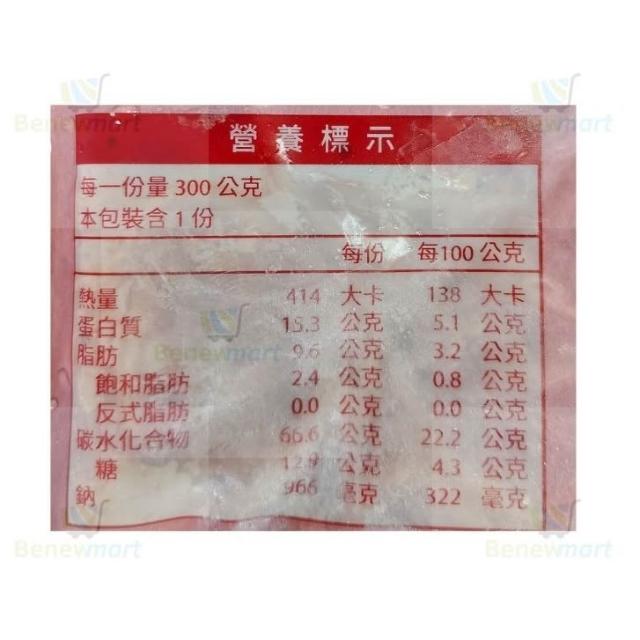 Benewmart
Benewmart
營養標示
每一份量 300 公克
本包裝含 1 份
每份 每100 公克
熱量 414 大卡 138 大卡
蛋白質 15.3 公克 5.1 公克
脂肪 9.6 公克 3.2 公克
Benewmart
飽和脂肪 2.4 公克 0.8 公克
反式脂肪 0.0 公克 0.0 公克
碳水化合物 66.6 公克 22.2 公克
糖 12.9 公克 4.3 公克
鈉 966 毫克 322 毫克
Benewmart
Benewmart